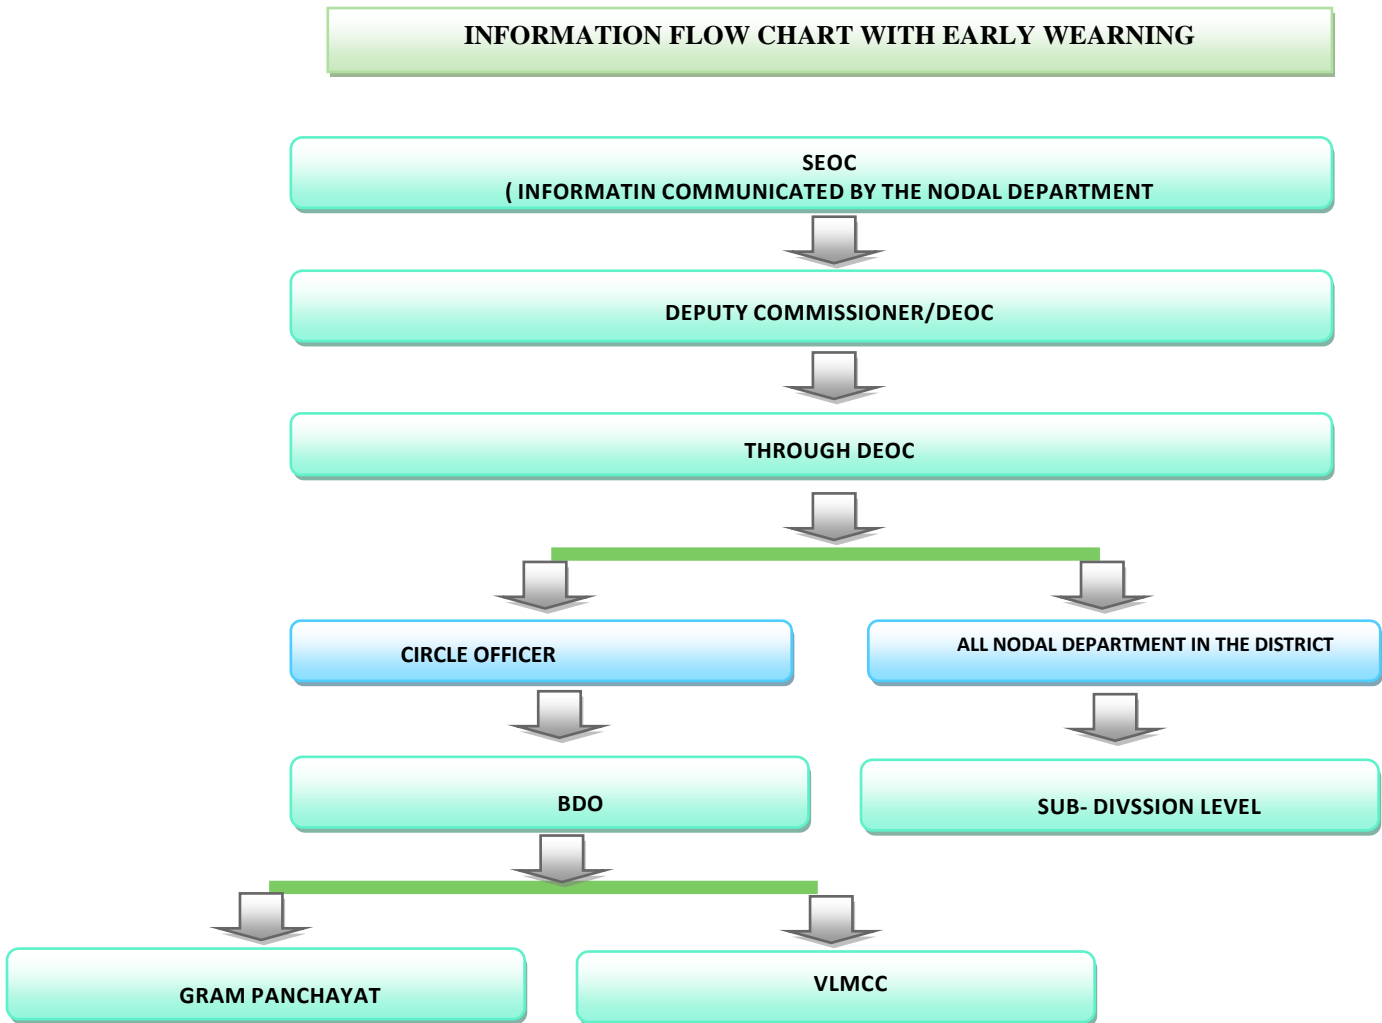 INFORMATION FLOW CHART WITH EARLY WEARNING
SEOC
( INFORMATIN COMMUNICATED BY THE NODAL DEPARTMENT
DEPUTY COMMISSIONER/DEOC
THROUGH DEOC
CIRCLE OFFICER
ALL NODAL DEPARTMENT IN THE DISTRICT
BDO
SUB- DIVSSION LEVEL
GRAM PANCHAYAT
VLMCC